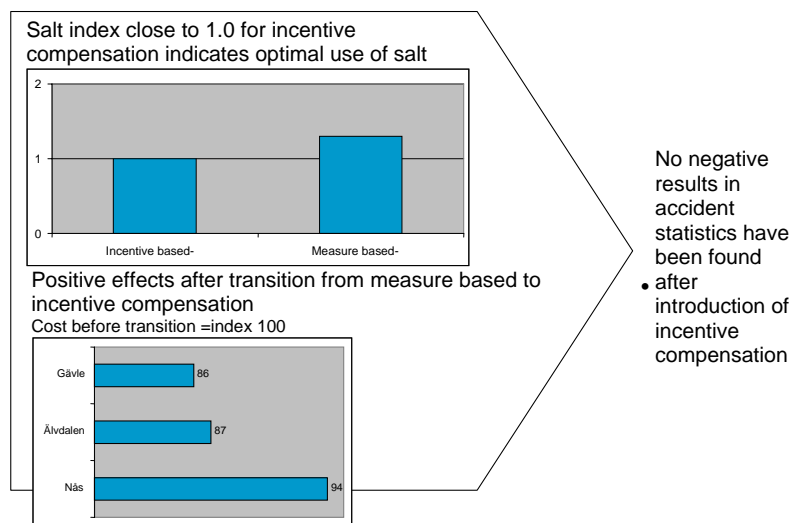 Salt index close to 1.0 for incentive
compensation indicates optimal use of salt
2
1
0
Incentive based-
Measure based-
Positive effects after transition from measure based to
incentive compensation
Cost before transition =index 100
Gävle
86
Älvdalen
87
Nås
94
No negative
results in
accident
statistics have
been found
• after
introduction of
incentive
compensation